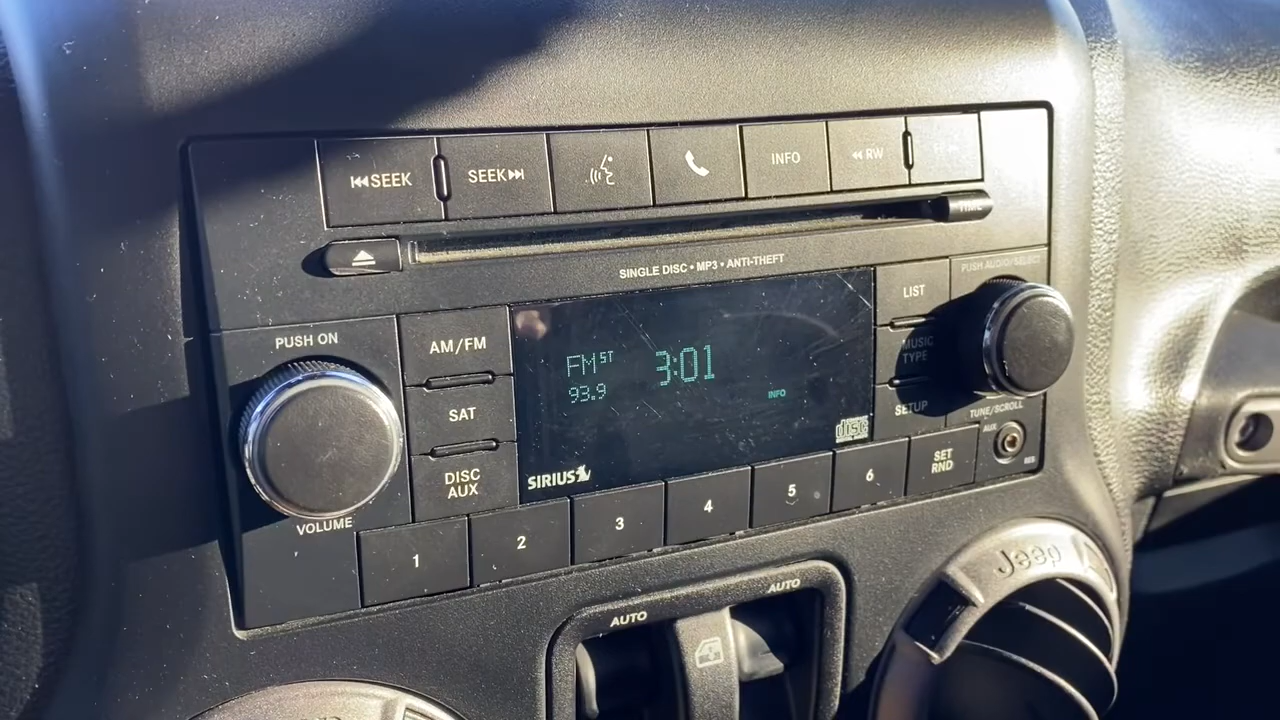 SEEK
SEEK
INFO
RW
TIME
SINGLE DISC • MP3 • ANTI-THEFT
PUSH AUDIO/SELECT
PUSH ON
AM/FM
SAT
DISC
AUX
VOLUME
FMST 3:01
93.9
INFO
SIRIUS
disc
LIST
MUSIC
TYPE
SETUP
TUNE/SCROLL
AUX
1
2
3
4
5
6
SET
RND
AUTO
AUTO
Jeep